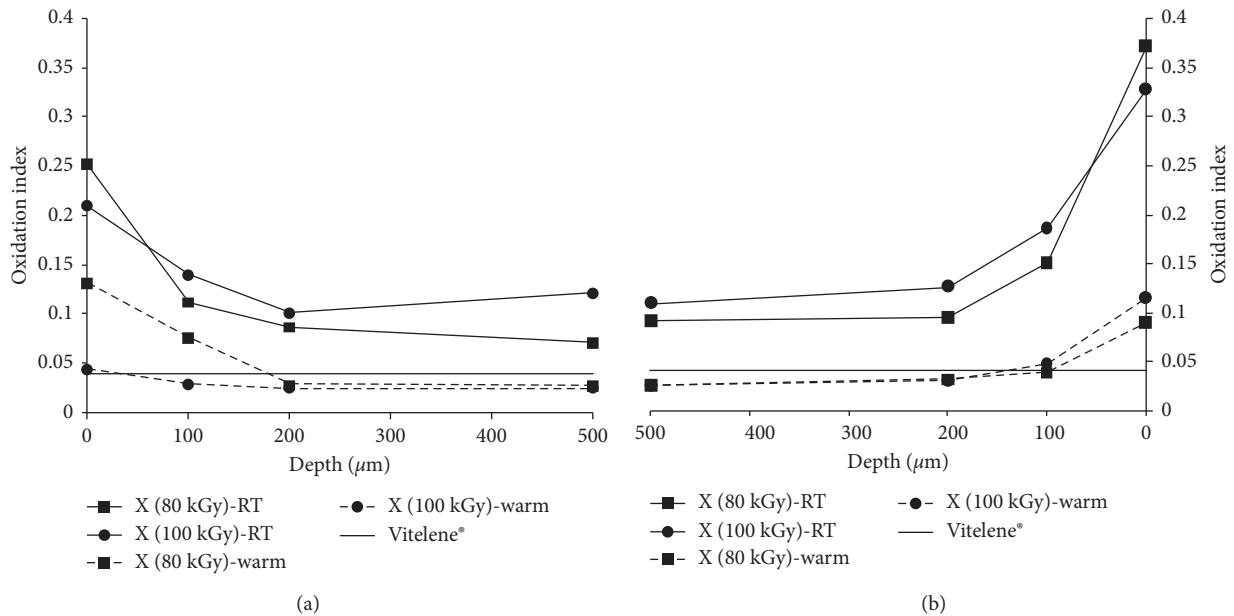 0.4
0.35
0.3
0.25
0.2
0.15
0.1
0.05
0
Oxidation index
0 100 200 300 400 500
Depth (μm)
X (80 kGy)-RT
X (100 kGy)-RT
X (80 kGy)-warm
X (100 kGy)-warm
Vitelene®
(a)
0.4
0.35
0.3
0.25
0.2
0.15
0.1
0.05
0
Oxidation index
500 400 300 200 100 0
Depth (μm)
X (80 kGy)-RT
X (100 kGy)-RT
X (80 kGy)-warm
X (100 kGy)-warm
Vitelene®
(b)